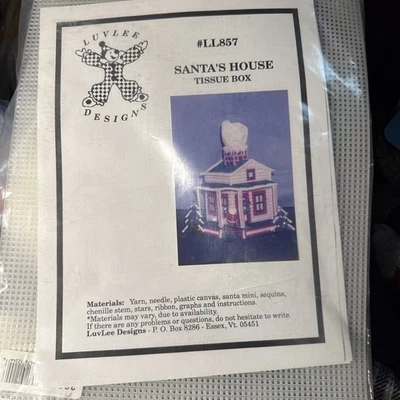 LUVLEE
DESIGNS
#LL857
SANTA'S HOUSE
TISSUE BOX
Materials: Yarn, needle, plastic canvas, santa mini, sequins,
chenille stem, stars, ribbon, graphs and instructions.
*Materials may vary, due to availability.
If there are any problems or questions, do not hesitate to write.
LuvLee Designs - P. O. Box 8286 - Essex, Vt. 05451